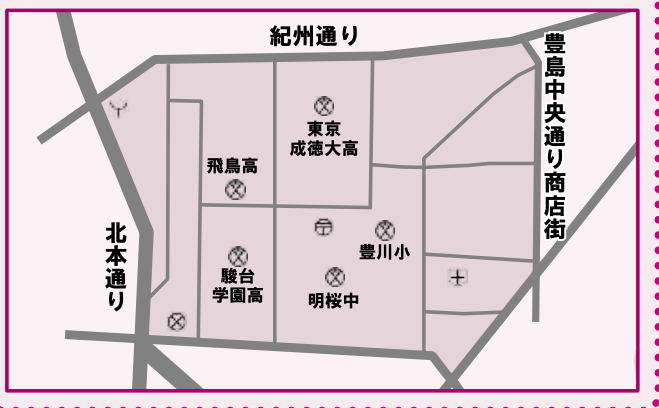 紀州通り
豊島中央通り商店街
東京
成徳大高
飛鳥高
北本通り
豊川小
駿台
学園高
明桜中